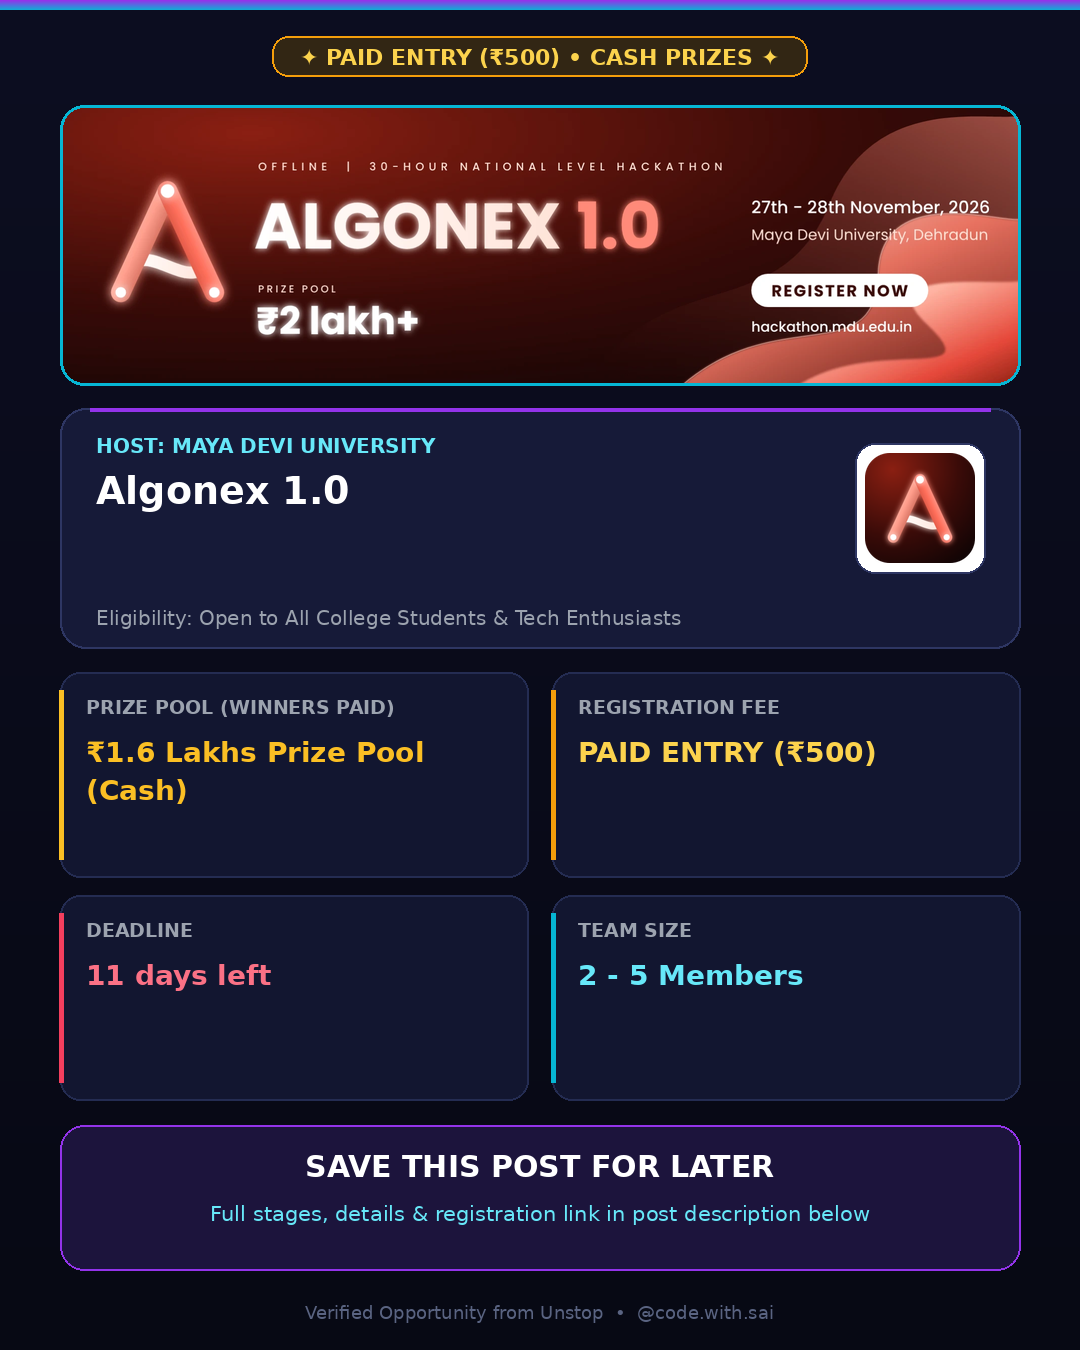 ✦ PAID ENTRY (₹500) • CASH PRIZES ✦
OFFLINE | 30-HOUR NATIONAL LEVEL HACKATHON
ALGONEX 1.0
PRIZE POOL
₹2 lakh+
27th - 28th November, 2026
Maya Devi University, Dehradun
REGISTER NOW
hackathon.mdu.edu.in
HOST: MAYA DEVI UNIVERSITY
Algonex 1.0
Eligibility: Open to All College Students & Tech Enthusiasts
PRIZE POOL (WINNERS PAID)
₹1.6 Lakhs Prize Pool
(Cash)
REGISTRATION FEE
PAID ENTRY (₹500)
DEADLINE
11 days left
TEAM SIZE
2 - 5 Members
SAVE THIS POST FOR LATER
Full stages, details & registration link in post description below
Verified Opportunity from Unstop • @code.with.sai